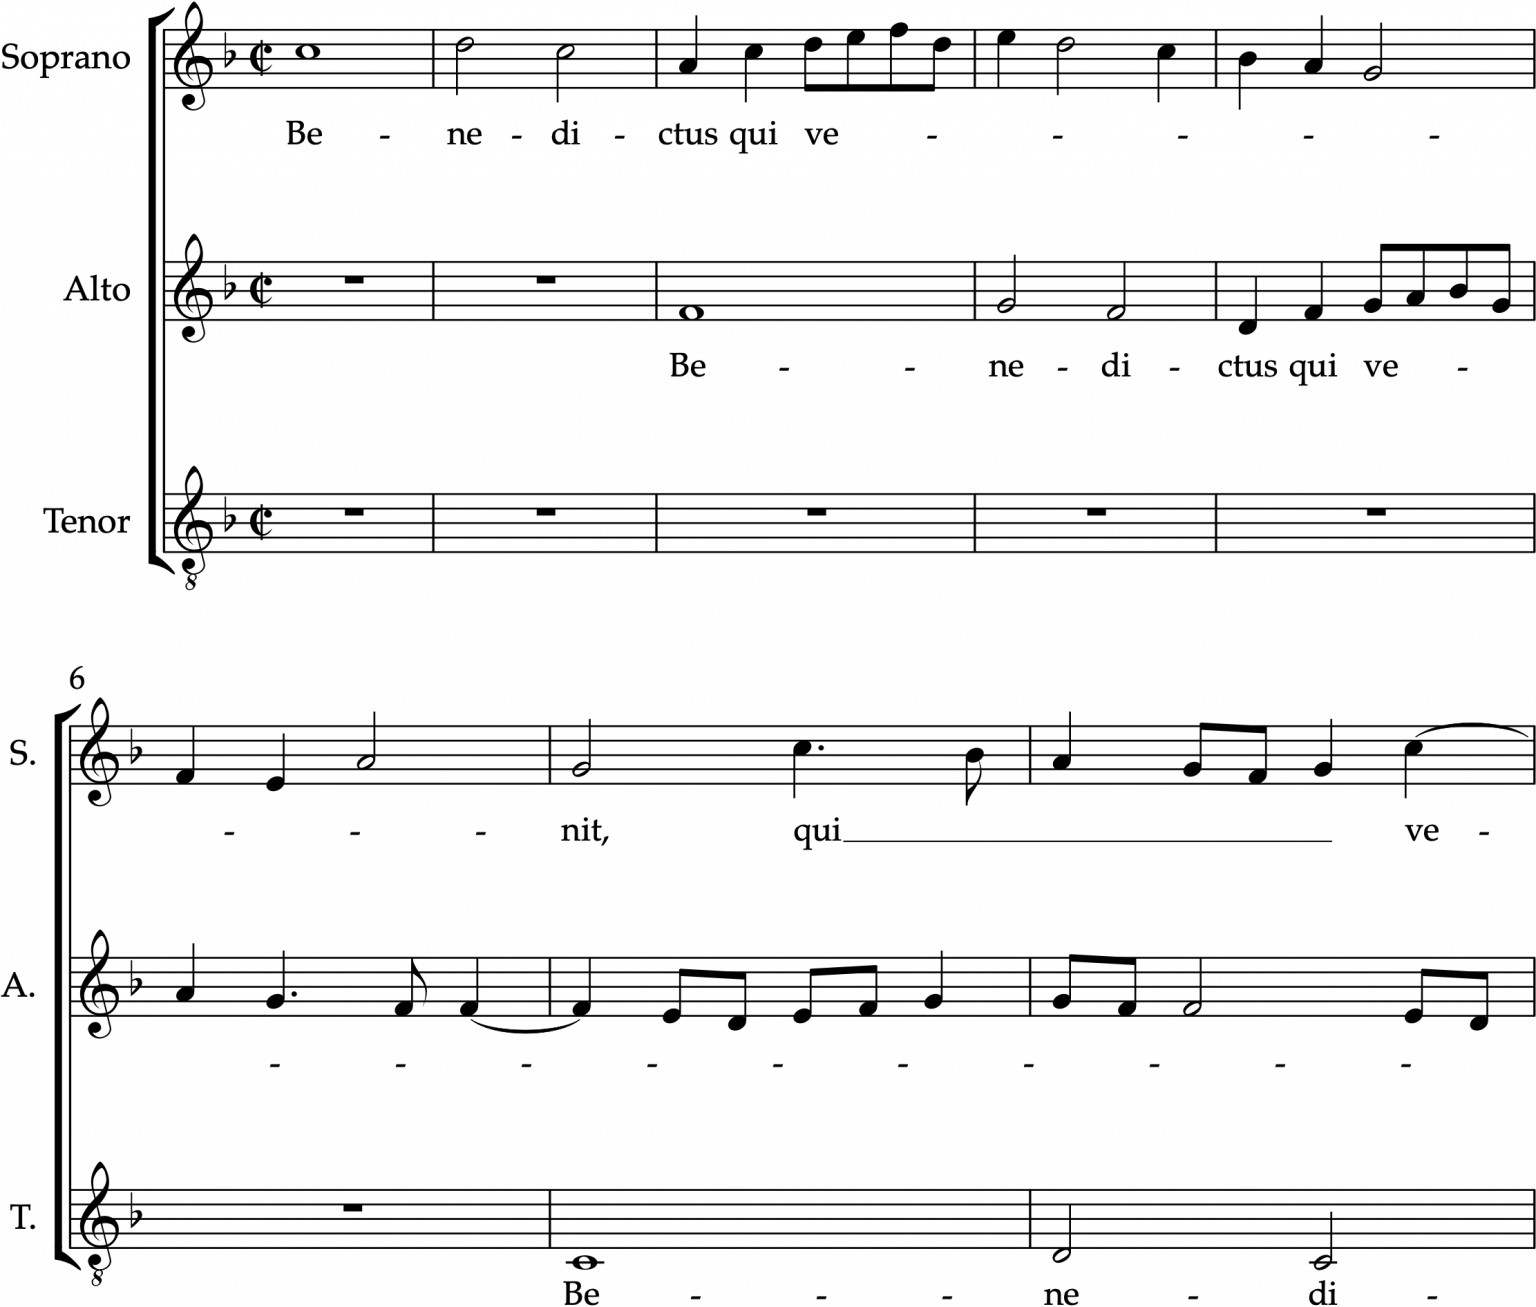 Soprano
Be - ne - di - ctus qui ve - - - - - -
Alto
Be - - ne - di - ctus qui ve - -
Tenor
8
6
S.
- - - nit, qui ve -
A.
- - - - - - - - - -
T.
8
Be - - - ne - di -